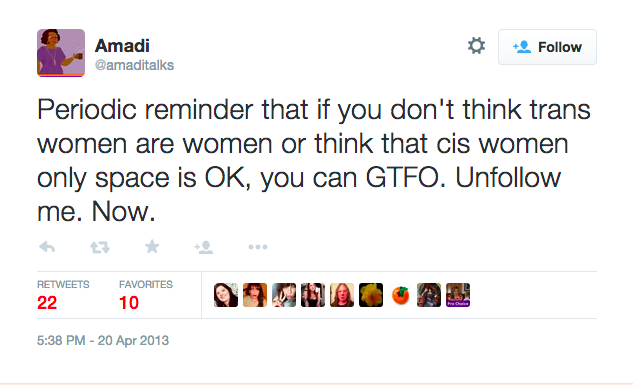 Amadi
@amaditalks
Follow
Periodic reminder that if you don't think trans
women are women or think that cis women
only space is OK, you can GTFO. Unfollow
me. Now.
RETWEETS FAVORITES
22 10
Pro Choice
5:38 PM - 20 Apr 2013